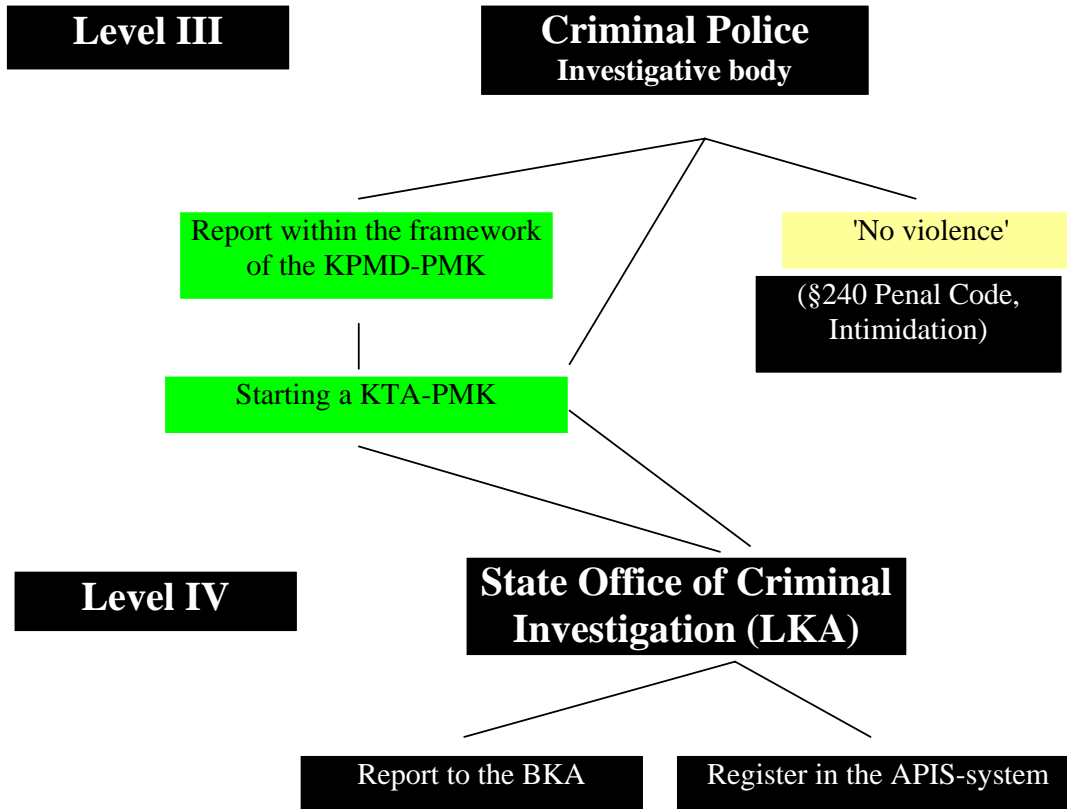 Level III
Criminal Police
Investigative body
Report within the framework
of the KPMD-PMK
'No violence'
(§240 Penal Code,
Intimidation)
Starting a KTA-PMK
Level IV
State Office of Criminal
Investigation (LKA)
Report to the BKA
Register in the APIS-system